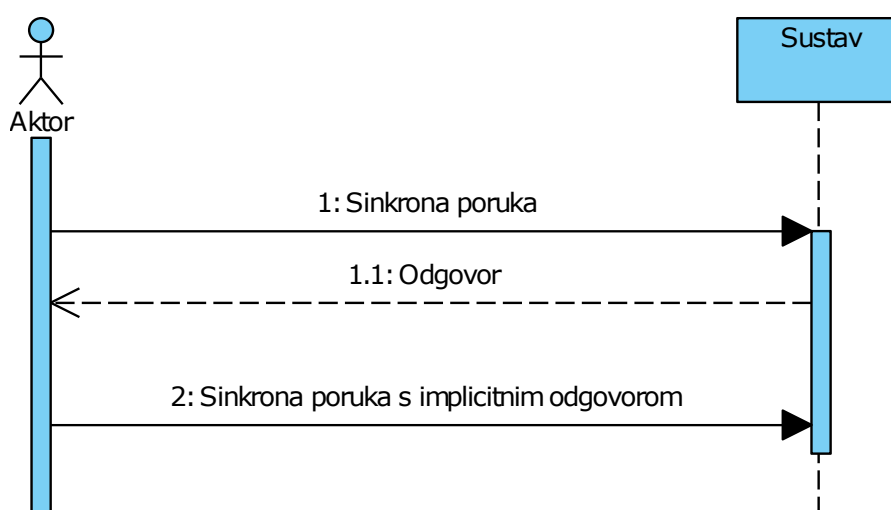 Sustav
Aktor
1: Sinkrona poruka
1.1: Odgovor
2: Sinkrona poruka s implicitnim odgovorom